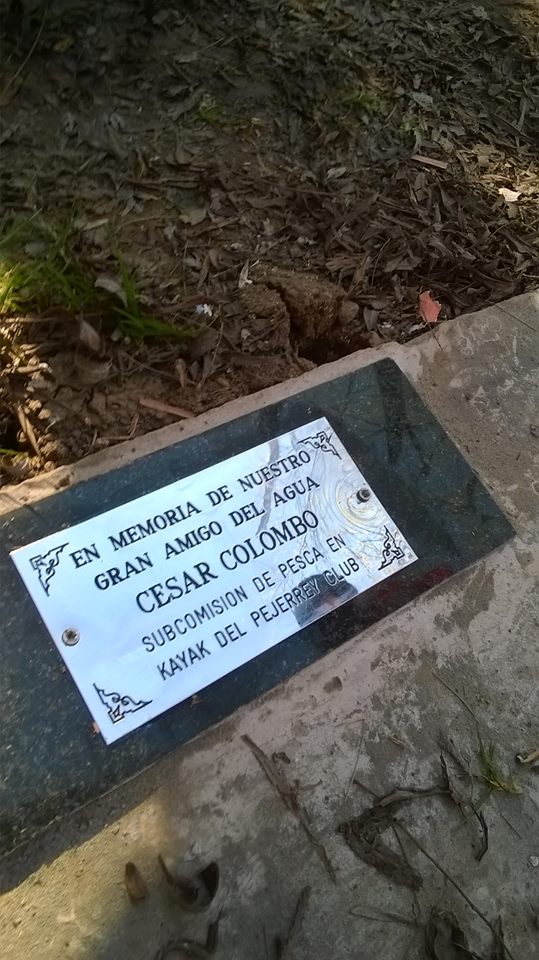 EN MEMORIA DE NUESTRO
GRAN AMIGO DEL AGUA
CESAR COLOMBO
SUBCOMISION DE PESCA EN
KAYAK DEL PEJERREY CLUB